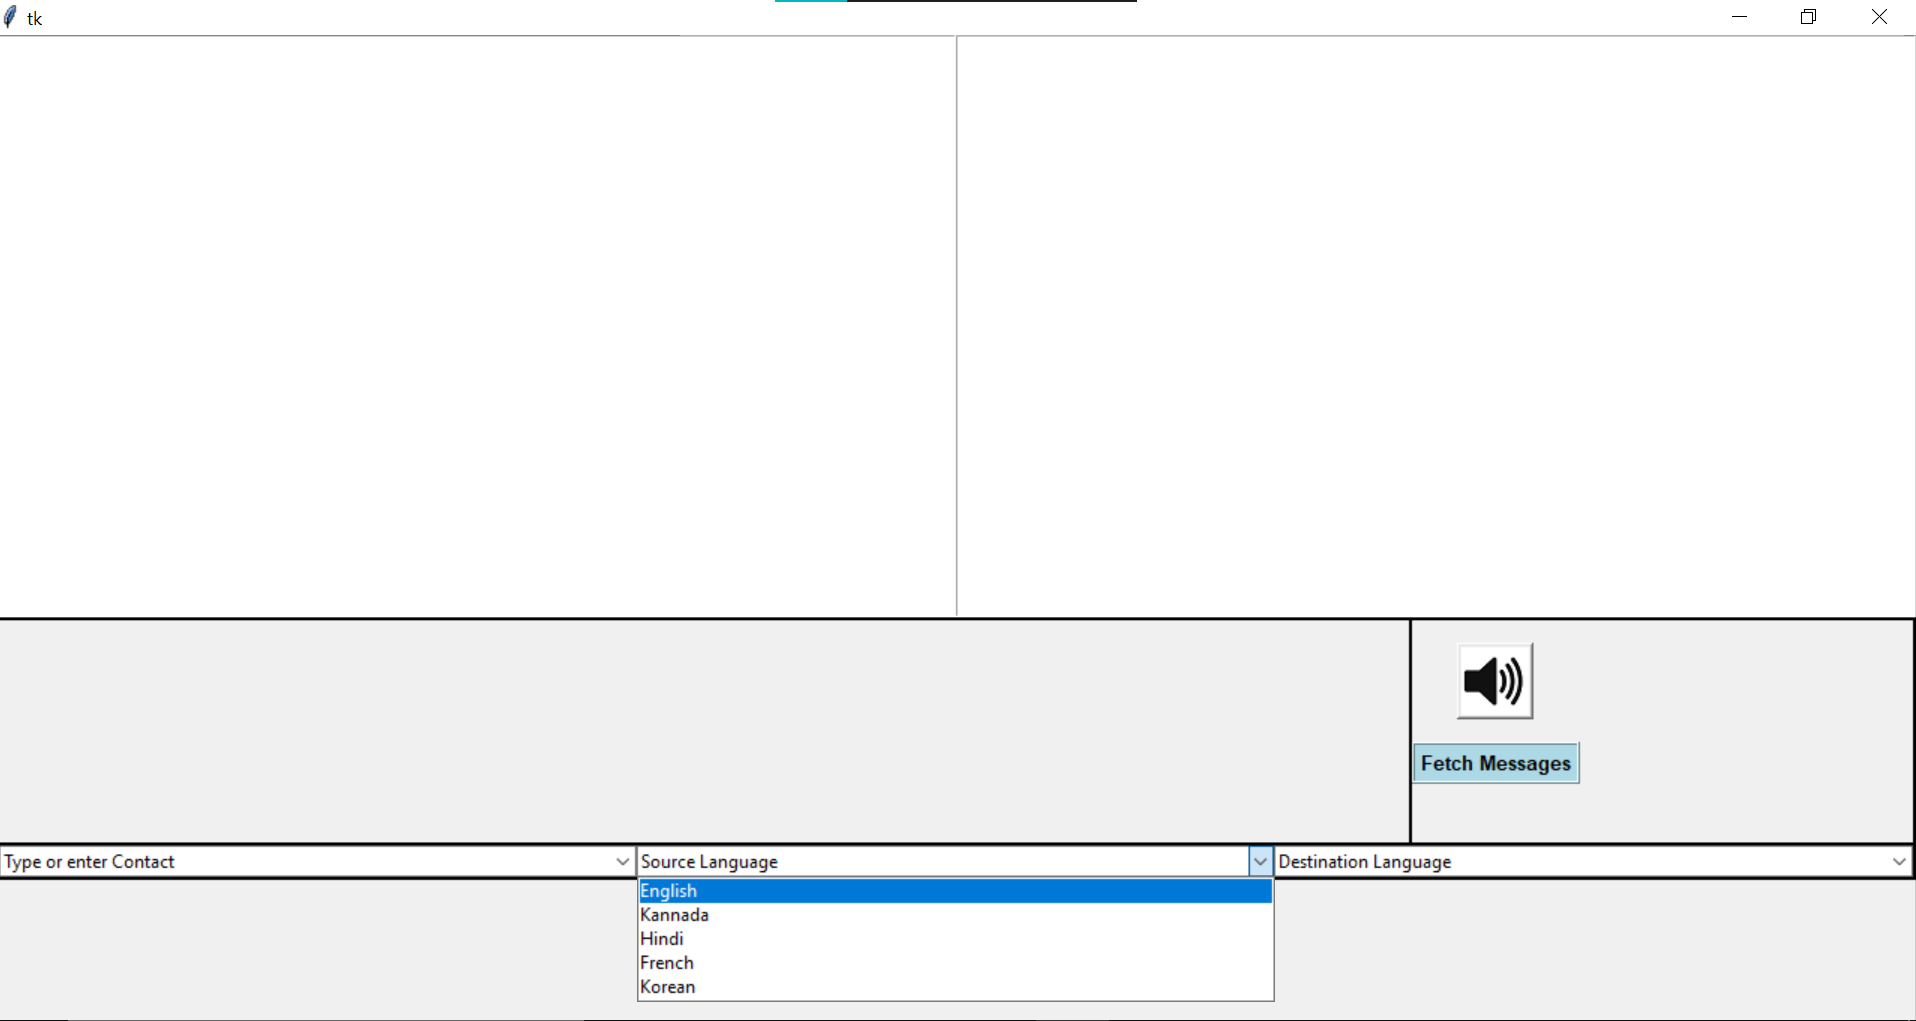 tk
Fetch Messages
Type or enter Contact
Source Language
Destination Language
English
Kannada
Hindi
French
Korean